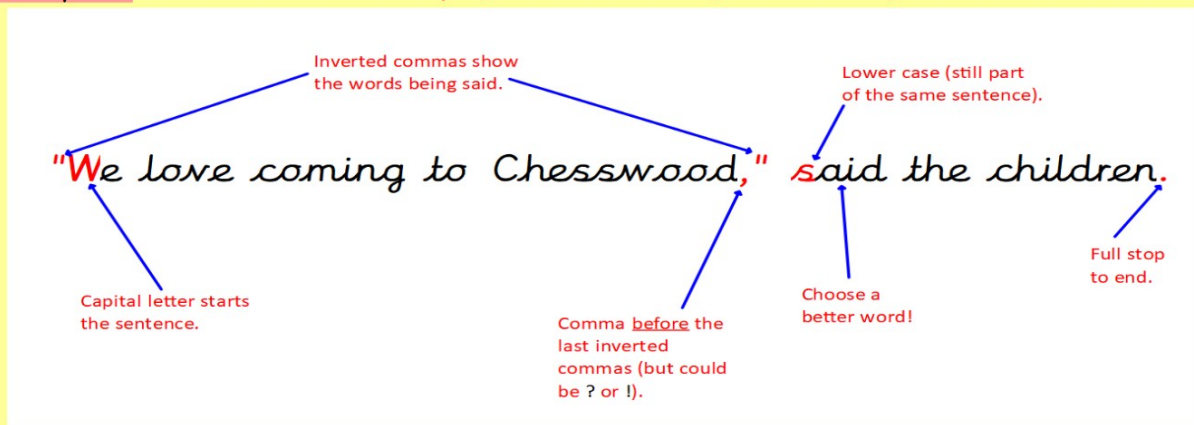 Inverted commas show
the words being said.
Lower case (still part
of the same sentence).
"We love coming to Chesswood," said the children.
Capital letter starts
the sentence.
Comma before the
last inverted
commas (but could
be ? or !).
Choose a
better word!
Full stop
to end.